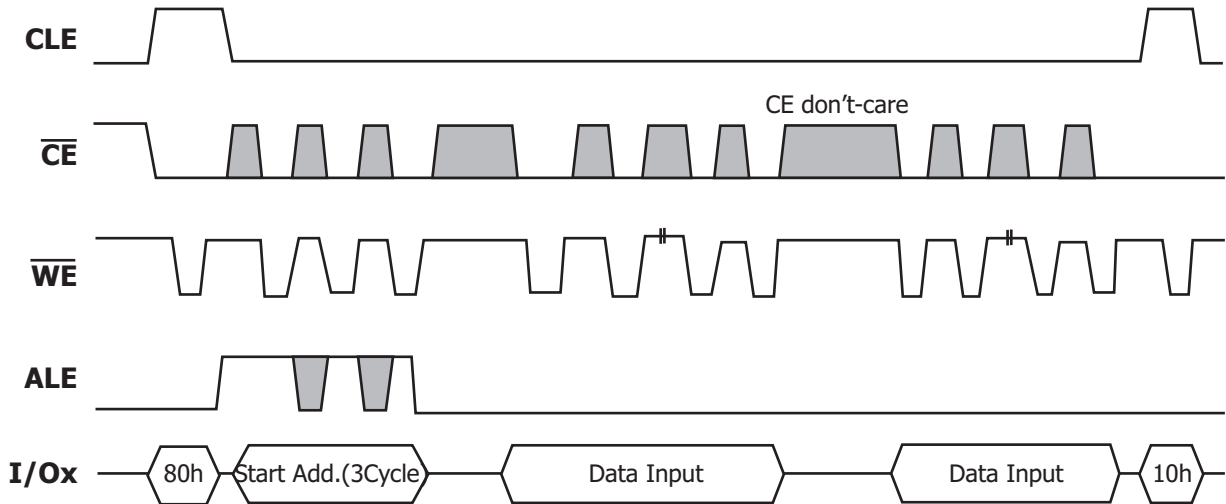 CLE
CE don't-care
CE
WE
ALE
I/Ox
80h
Start Add.(3Cycle
Data Input
Data Input
10h